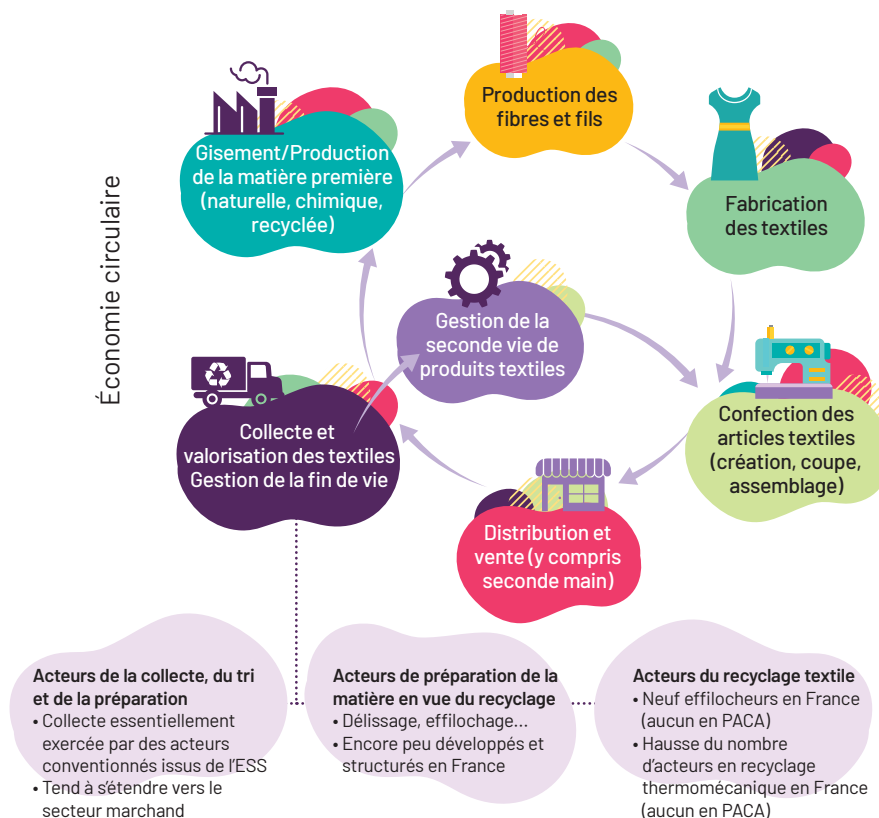 Économie circulaire
Production des
fibres et fils
Gisement/Production
de la matière première
(naturelle, chimique,
recyclée)
Fabrication
des textiles
Gestion de la
seconde vie de
produits textiles
Collecte et
valorisation des textiles
Gestion de la fin de vie
Confection des
articles textiles
(création, coupe,
assemblage)
Distribution et
vente (y compris
seconde main)
Acteurs de la collecte, du tri
et de la préparation
• Collecte essentiellement
exercée par des acteurs
conventionnés issus de l'ESS
• Tend à s'étendre vers le
secteur marchand
Acteurs de préparation de la
matière en vue du recyclage
• Délissage, effilochage...
• Encore peu développés et
structurés en France
Acteurs du recyclage textile
• Neuf effilocheurs en France
(aucun en PACA)
• Hausse du nombre
d'acteurs en recyclage
thermomécanique en France
(aucun en PACA)